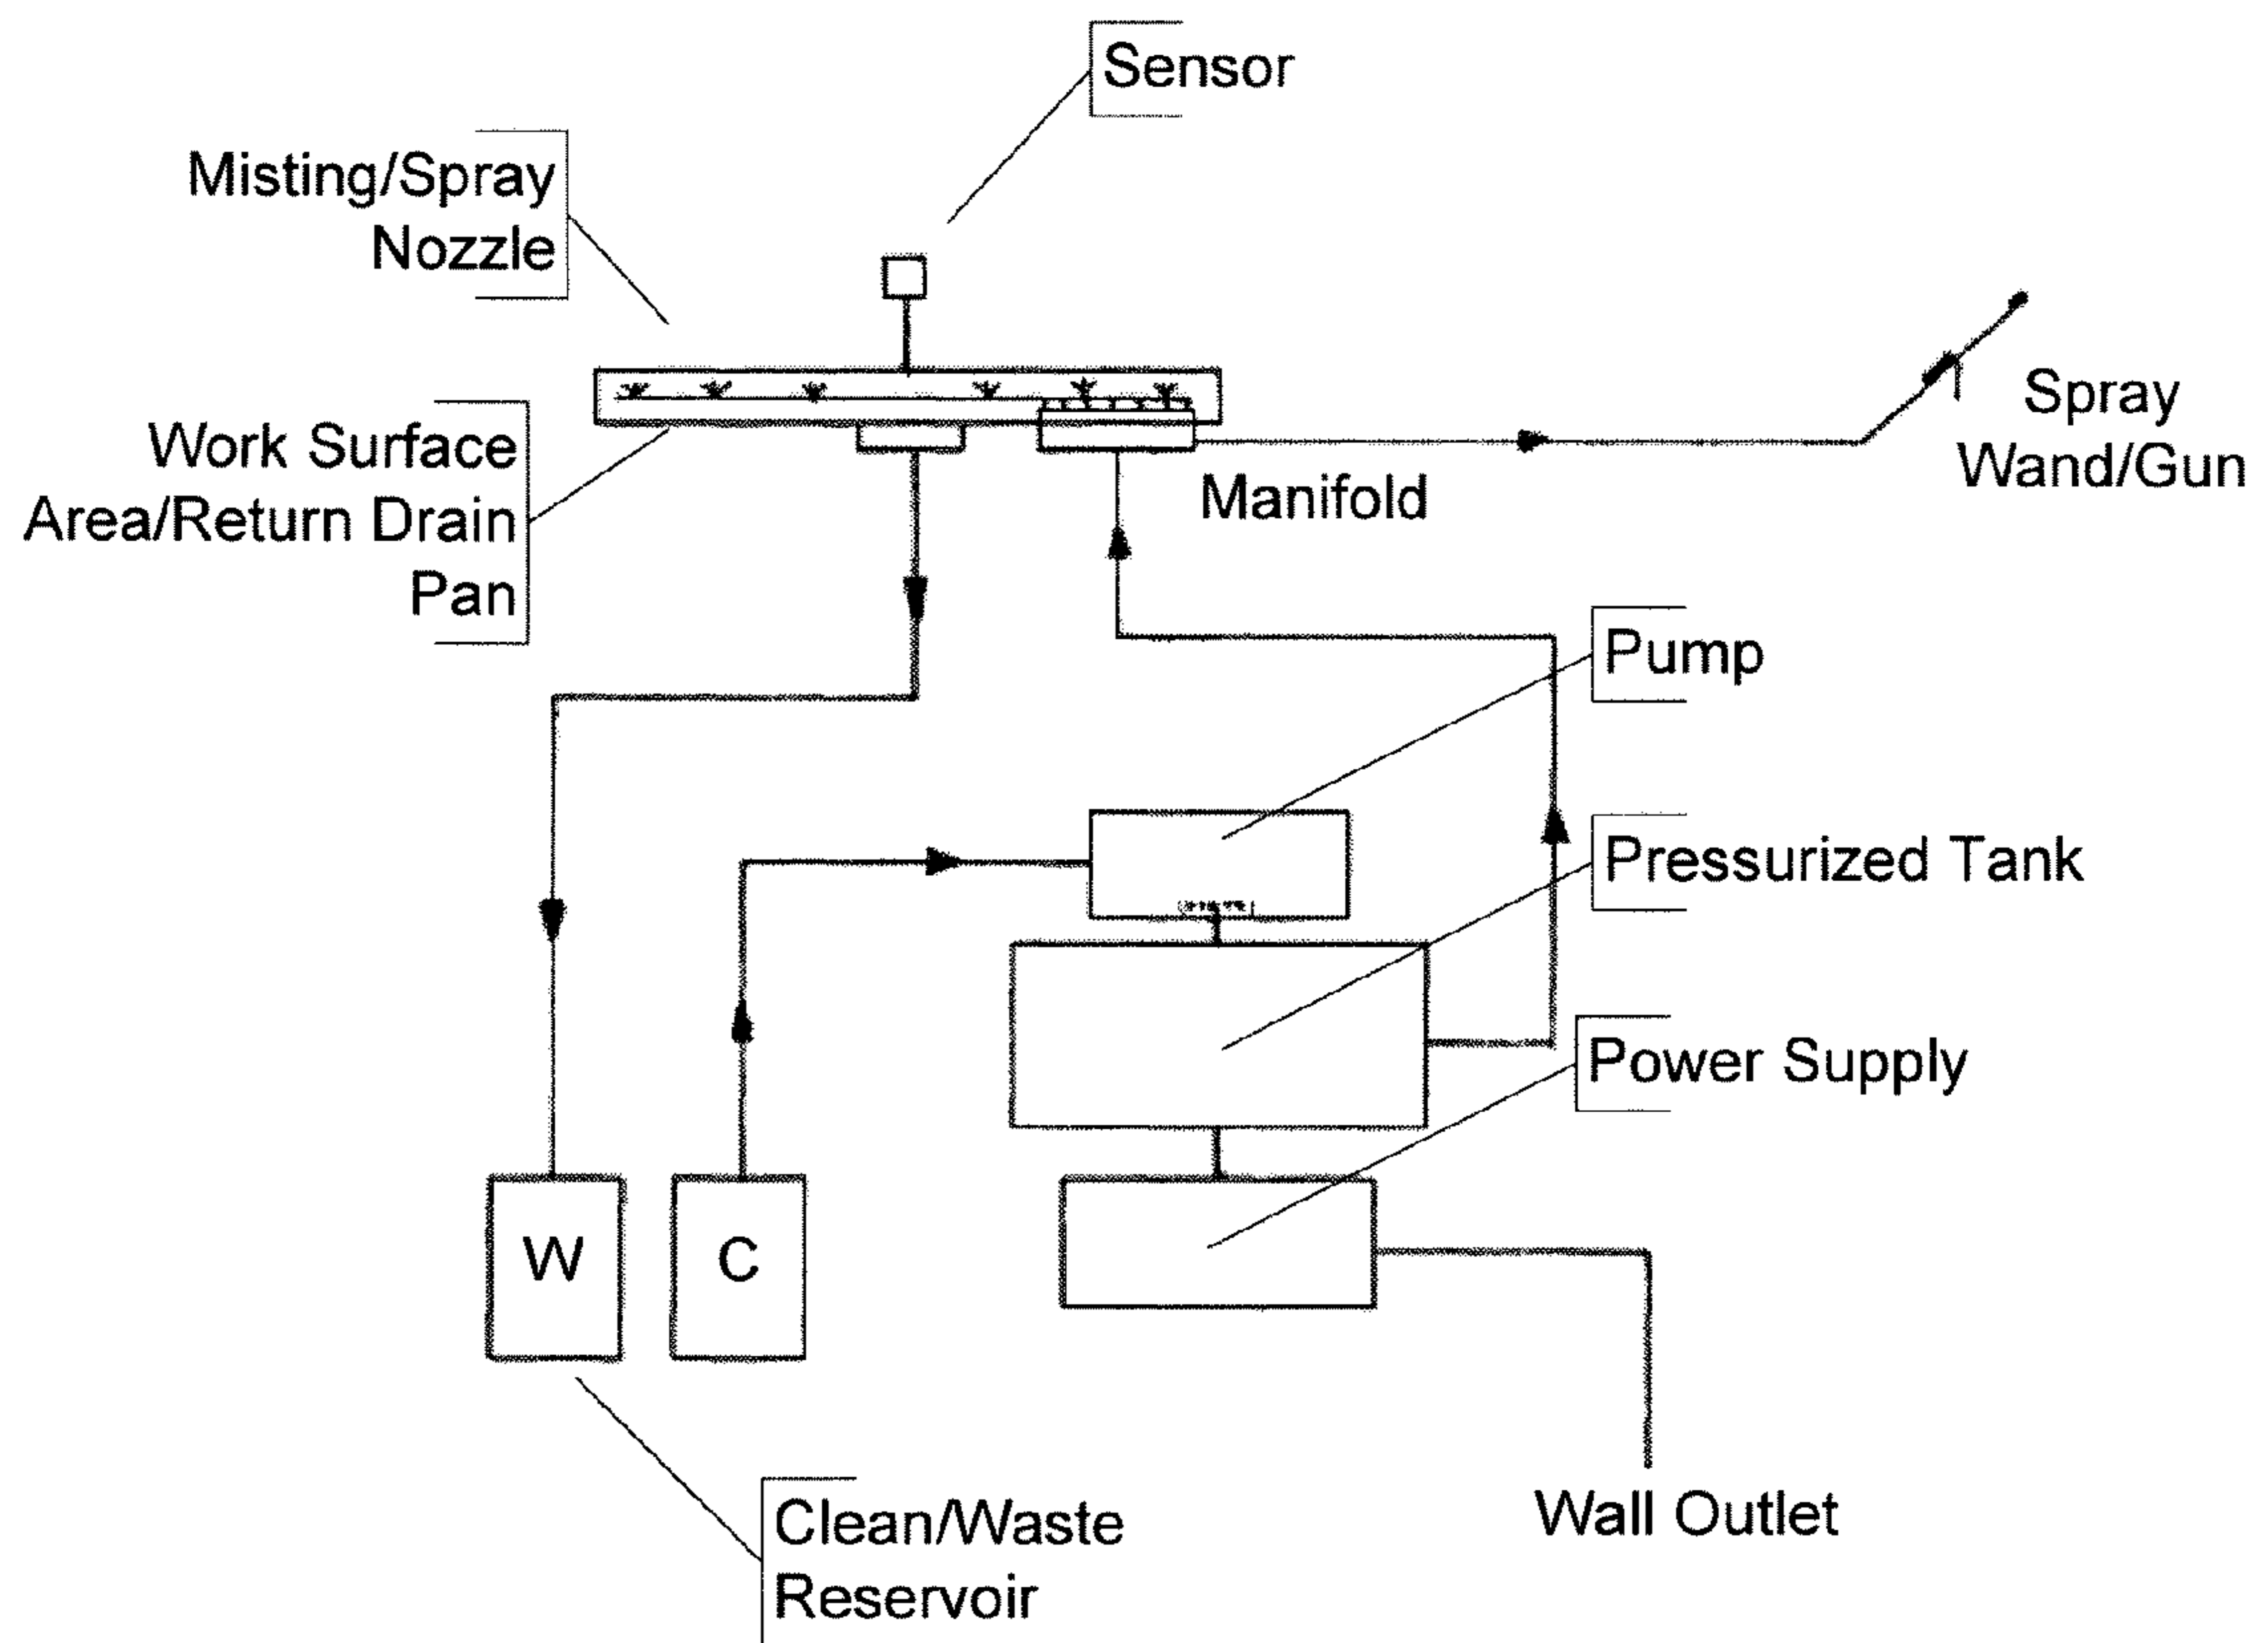 Sensor
Misting/Spray
Nozzle
Work Surface
Area/Return Drain
Pan
Manifold
Spray
Wand/Gun
Pump
Pressurized Tank
Power Supply
W
C
Clean/Waste
Reservoir
Wall Outlet